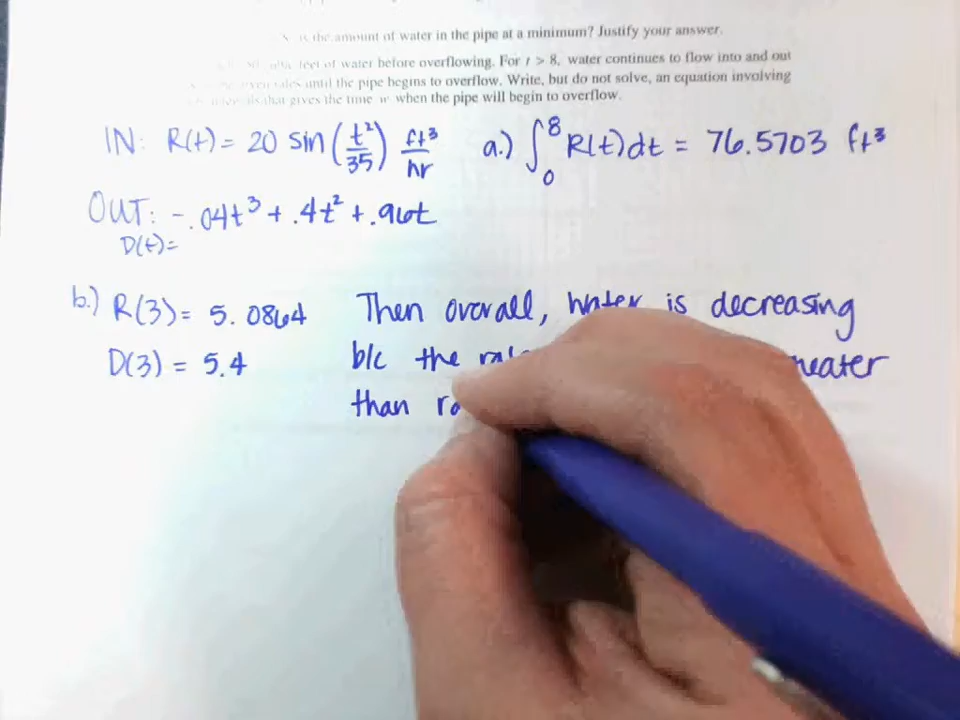 is the amount of water in the pipe at a minimum? Justify your answer.
feet of water before overflowing. For t > 8, water continues to flow into and out
rates until the pipe begins to overflow. Write, but do not solve, an equation involving
that gives the time w when the pipe will begin to overflow.
IN: R(t) = 20 sin(t²/35) ft³/hr
a.) ∫₀⁸ R(t)dt = 76.5703 ft³
OUT: -.04t³ + .4t² + .96t
D(t)=
b.) R(3) = 5.0864
D(3) = 5.4
Then overall, water is decreasing
b/c the
than